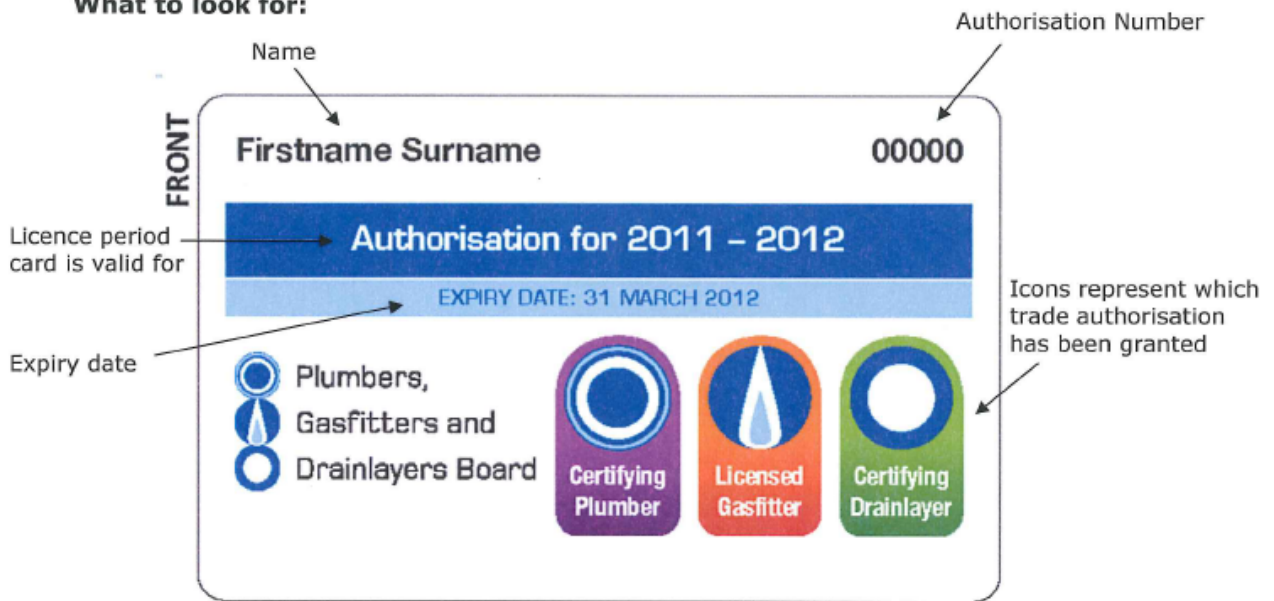 What to look for:
Authorisation Number
Name
FRONT
Firstname Surname
00000
Licence period
card is valid for
Authorisation for 2011 – 2012
EXPIRY DATE: 31 MARCH 2012
Icons represent which
trade authorisation
has been granted
Expiry date
Plumbers,
Gasfitters and
Drainlayers Board
Certifying
Plumber
Licensed
Gasfitter
Certifying
Drainlayer